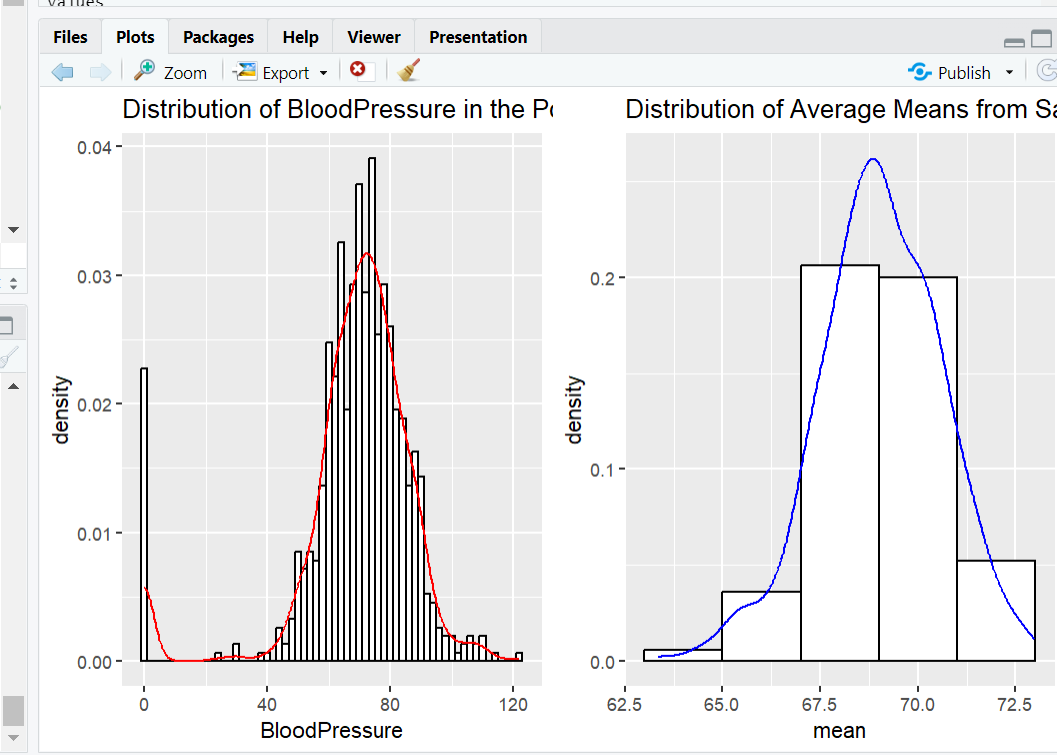 values
Files Plots Packages Help Viewer Presentation
Zoom Export Publish
Distribution of BloodPressure in the Po
0.04
0.03
0.02
0.01
0.00
density
0 40 80 120
BloodPressure
Distribution of Average Means from Sa
0.2
0.1
0.0
density
62.5 65.0 67.5 70.0 72.5
mean